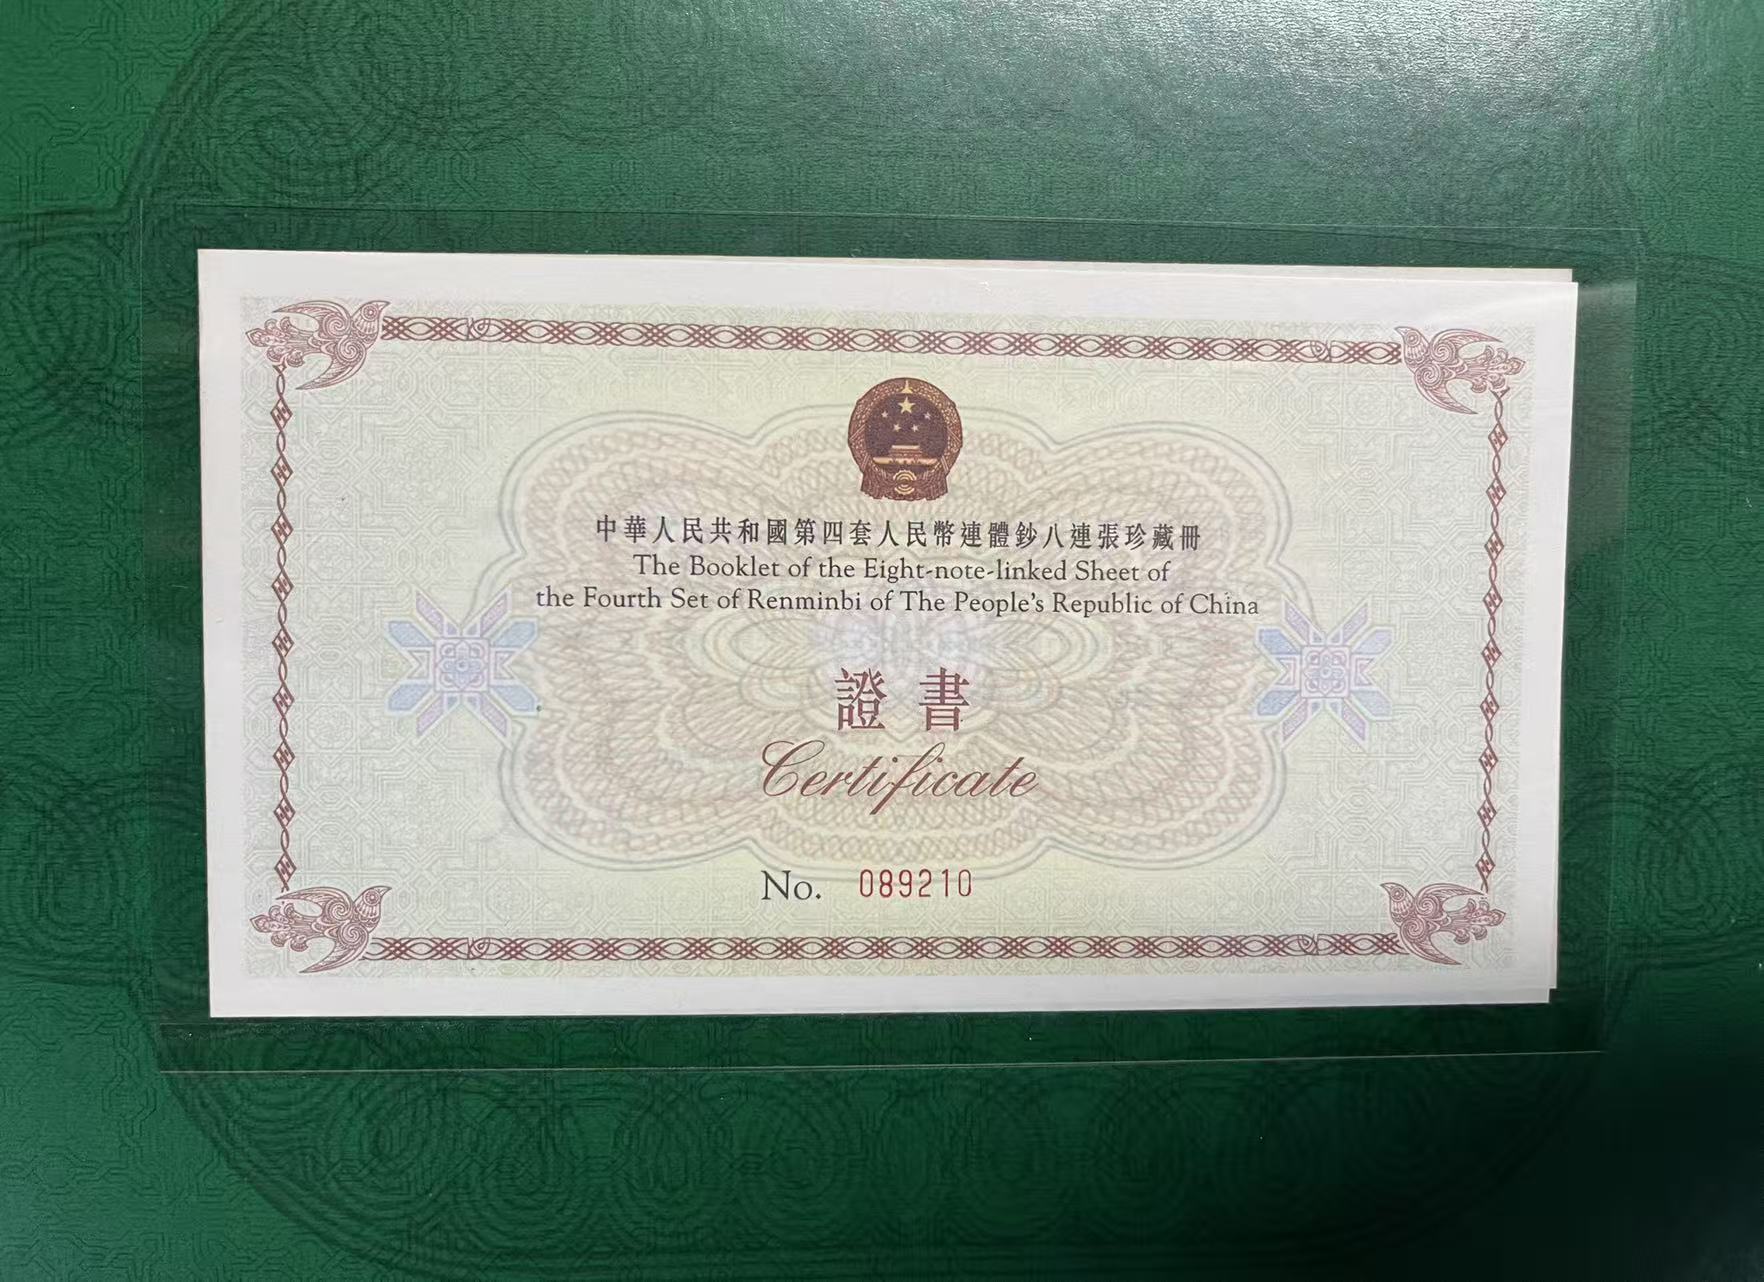 中華人民共和國第四套人民幣連體鈔八連張珍藏冊
The Booklet of the Eight-note-linked Sheet of
the Fourth Set of Renminbi of The People's Republic of China
證書
Certificate
No. 089210